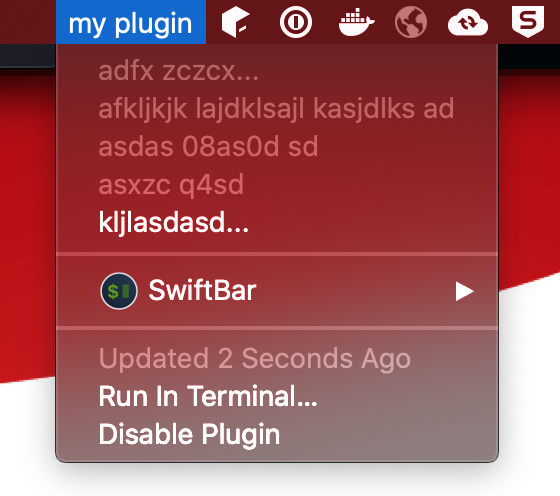 my plugin
adfx zczcx...
afkljkjk lajdklsajl kasjdlks ad
asdas 08as0d sd
asxzc q4sd
kljlasdasd...
SwiftBar
Updated 2 Seconds Ago
Run In Terminal...
Disable Plugin